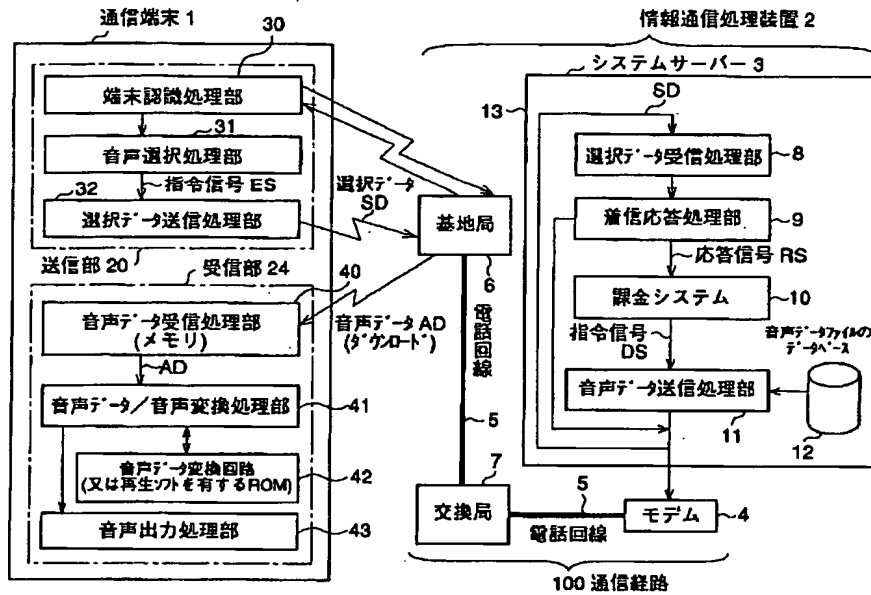 通信端末 1
30
端末認識処理部
31
音声選択処理部
32
指令信号 ES
選択データ送信処理部
送信部 20
選択データ
SD
基地局
6
受信部 24
40
音声データ受信処理部
(メモリ)
音声データ AD
(ダウンロード)
AD
音声データ/音声変換処理部
41
音声データ変換回路
(又は再生ソフトを有するROM)
42
音声出力処理部
43
電話回線
5
7
交換局
5
電話回線
モデム
4
100 通信経路
情報通信処理装置 2
システムサーバー 3
13
SD
選択データ受信処理部
8
着信応答処理部
9
応答信号 RS
課金システム
10
指令信号
DS
音声データファイルの
データベース
音声データ送信処理部
11
12